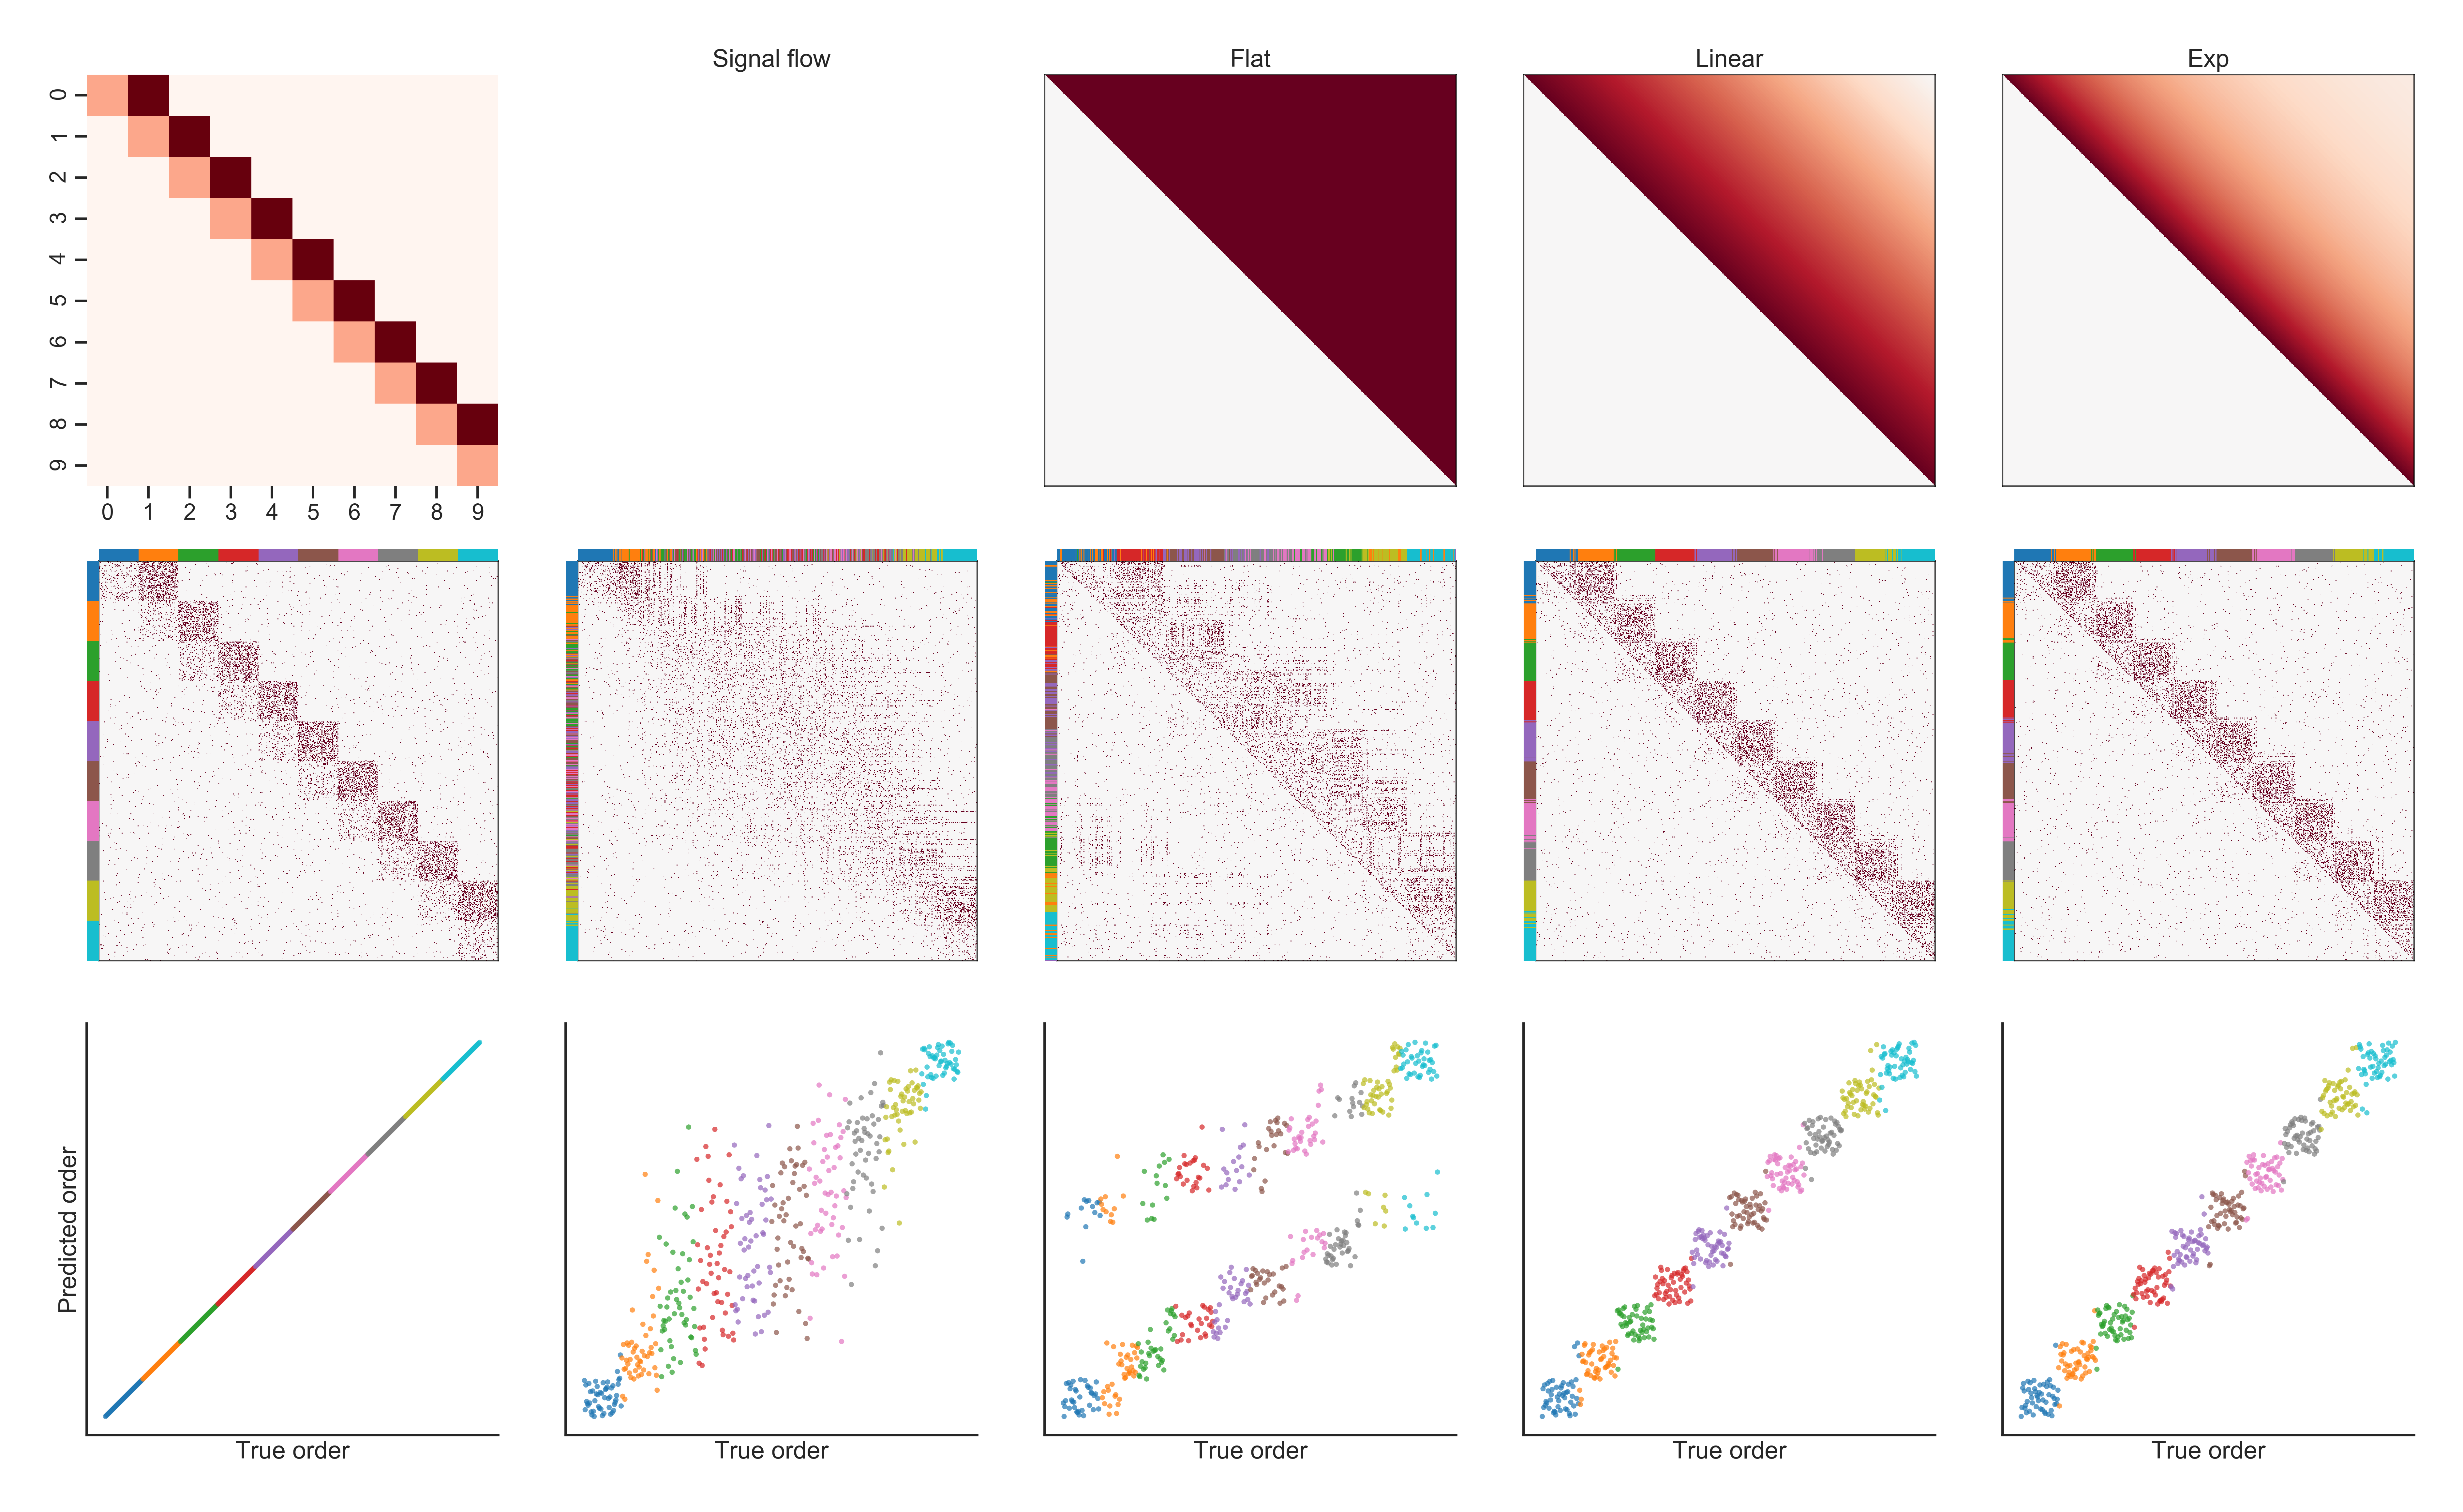 Signal flow
Flat
Linear
Exp
0
1
2
3
4
5
6
7
8
9
0 1 2 3 4 5 6 7 8 9
Predicted order
True order
True order
True order
True order
True order